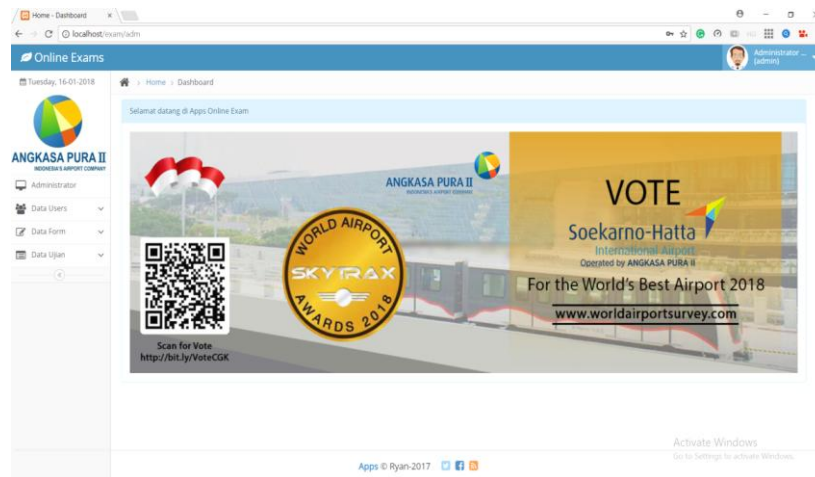 Home - Dashboard
localhost/exam/adm
Online Exams
Administrator ...
(admin)
Tuesday, 16-01-2018
Home > Dashboard
Selamat datang di Apps Online Exam
ANGKASA PURA II
INDONESIA'S AIRPORT COMPANY
Administrator
Data Users
Data Form
Data Ujian
ANGKASA PURA II
INDONESIA'S AIRPORT COMPANY
WORLD AIRPORT
SKYTRAX
AWARDS 2018
Scan for Vote
http://bit.ly/VoteCGK
VOTE
Soekarno-Hatta
International Airport
Operated by ANGKASA PURA II
For the World's Best Airport 2018
www.worldairportsurvey.com
Activate Windows
Go to Settings to activate Windows.
Apps © Ryan-2017